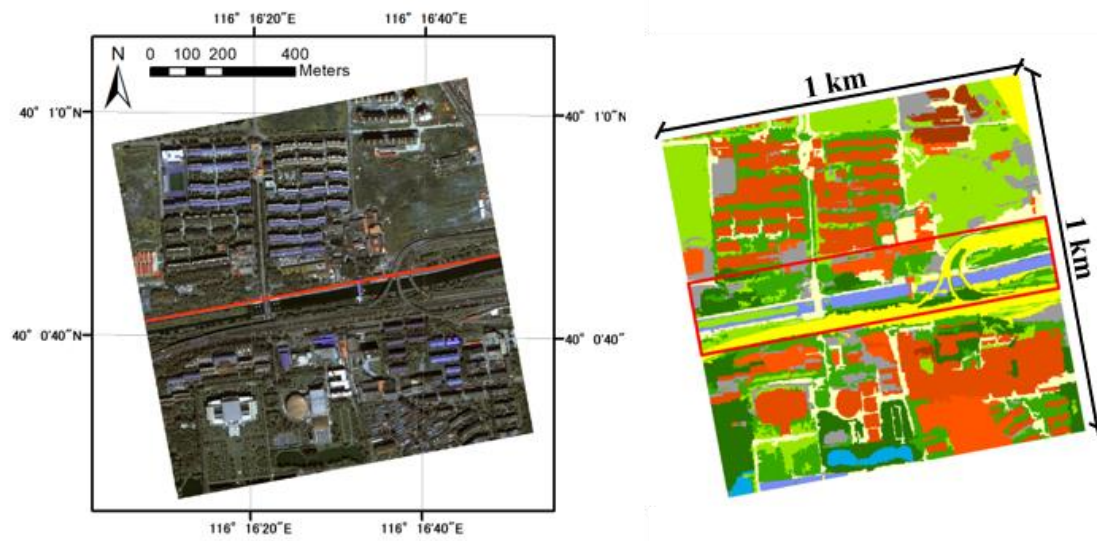 116° 16'20"E 116° 16'40"E
N 0 100 200 400
Meters
40° 1'0"N 40° 1'0"N
40° 0'40"N 40° 0'40"N
116° 16'20"E 116° 16'40"E
1 km
1 km